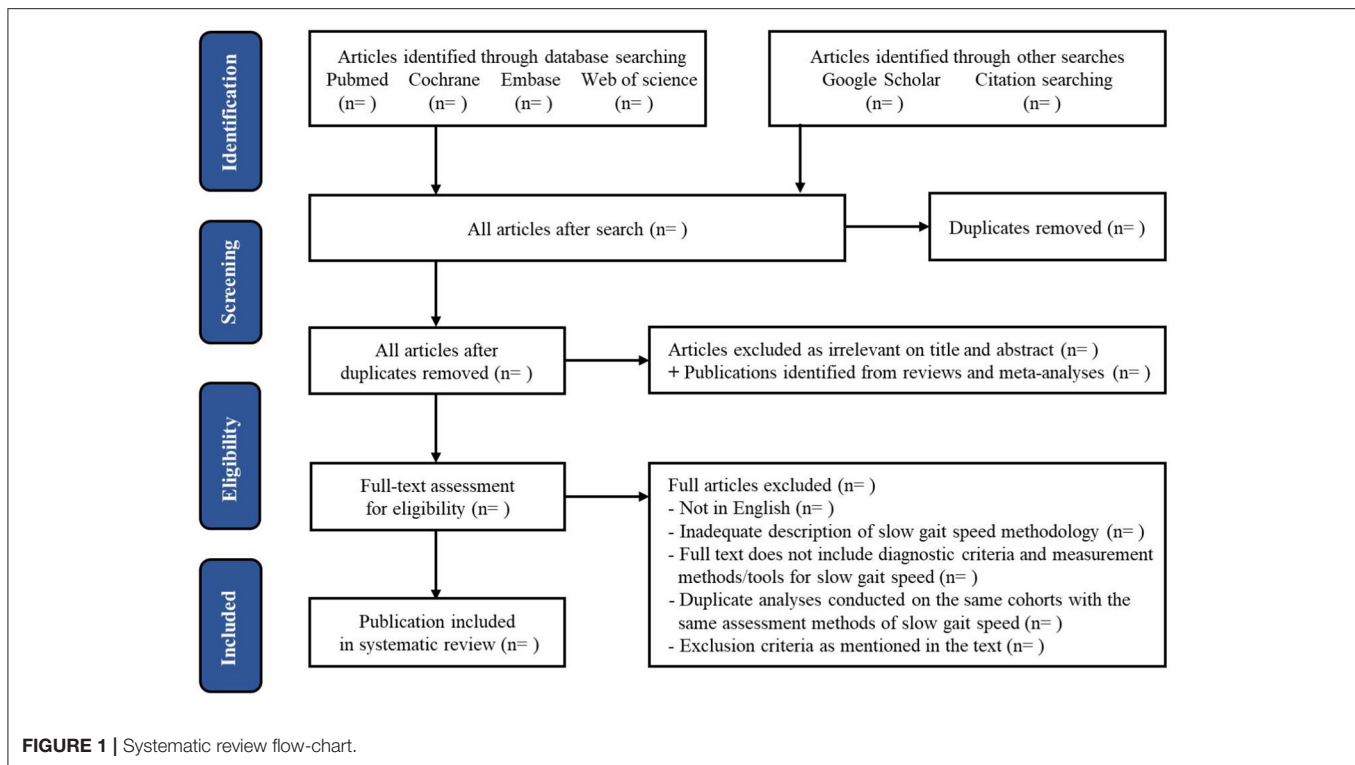 Identification
Screening
Eligibility
Included
Articles identified through database searching
Pubmed Cochrane Embase Web of science
(n= ) (n= ) (n= ) (n= )
Articles identified through other searches
Google Scholar Citation searching
(n= ) (n= )
All articles after search (n= )
Duplicates removed (n= )
All articles after
duplicates removed (n= )
Articles excluded as irrelevant on title and abstract (n= )
+ Publications identified from reviews and meta-analyses (n= )
Full-text assessment
for eligibility (n= )
Full articles excluded (n= )
- Not in English (n= )
- Inadequate description of slow gait speed methodology (n= )
- Full text does not include diagnostic criteria and measurement
methods/tools for slow gait speed (n= )
- Duplicate analyses conducted on the same cohorts with the
same assessment methods of slow gait speed (n= )
- Exclusion criteria as mentioned in the text (n= )
Publication included
in systematic review (n= )
FIGURE 1 | Systematic review flow-chart.